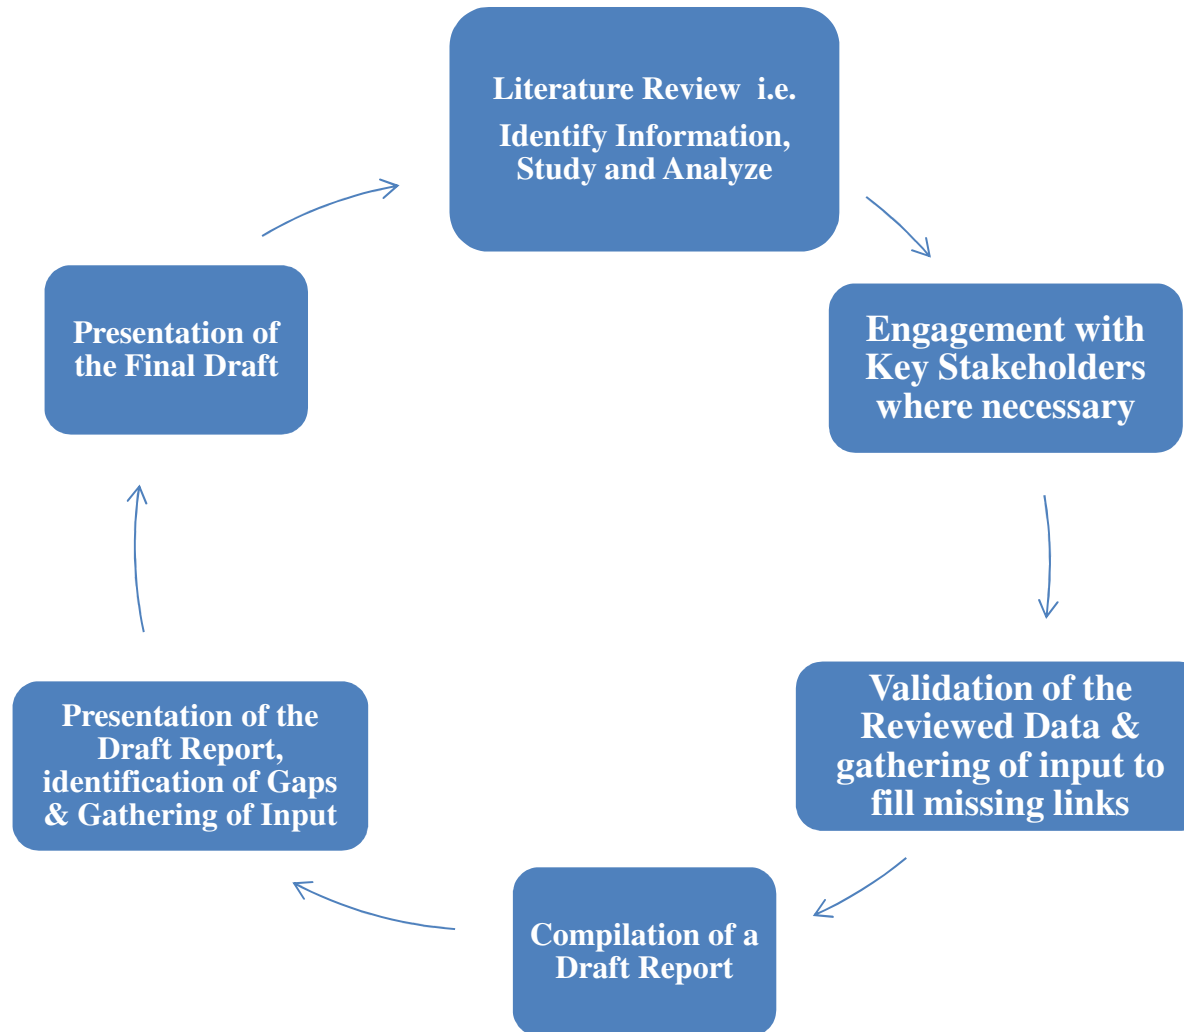 Literature Review  i.e.
Identify Information,
Study and Analyze
Engagement with
Key Stakeholders
where necessary
Validation of the
Reviewed Data &
gathering of input to
fill missing links
Compilation of a
Draft Report
Presentation of the
Draft Report,
identification of Gaps
& Gathering of Input
Presentation of
the Final Draft